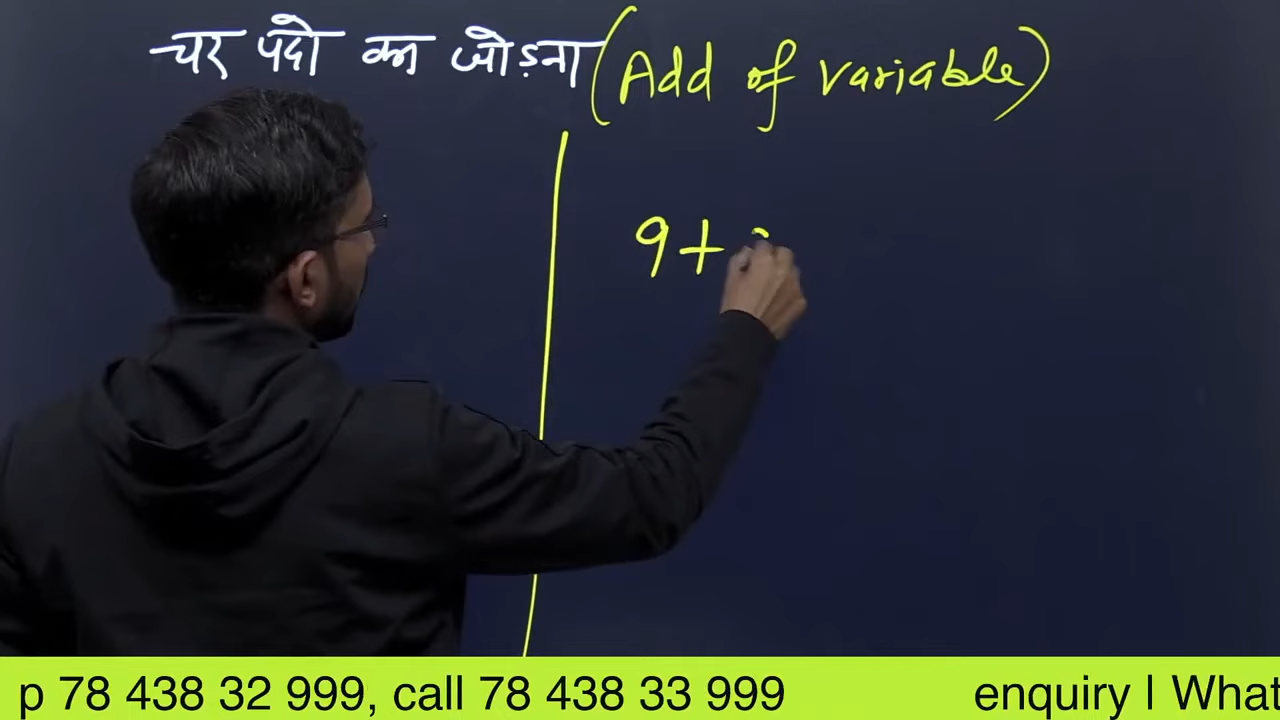 चर पदो का जोड़ना (Add of variable)
9+
p 78 438 32 999, call 78 438 33 999 enquiry I What